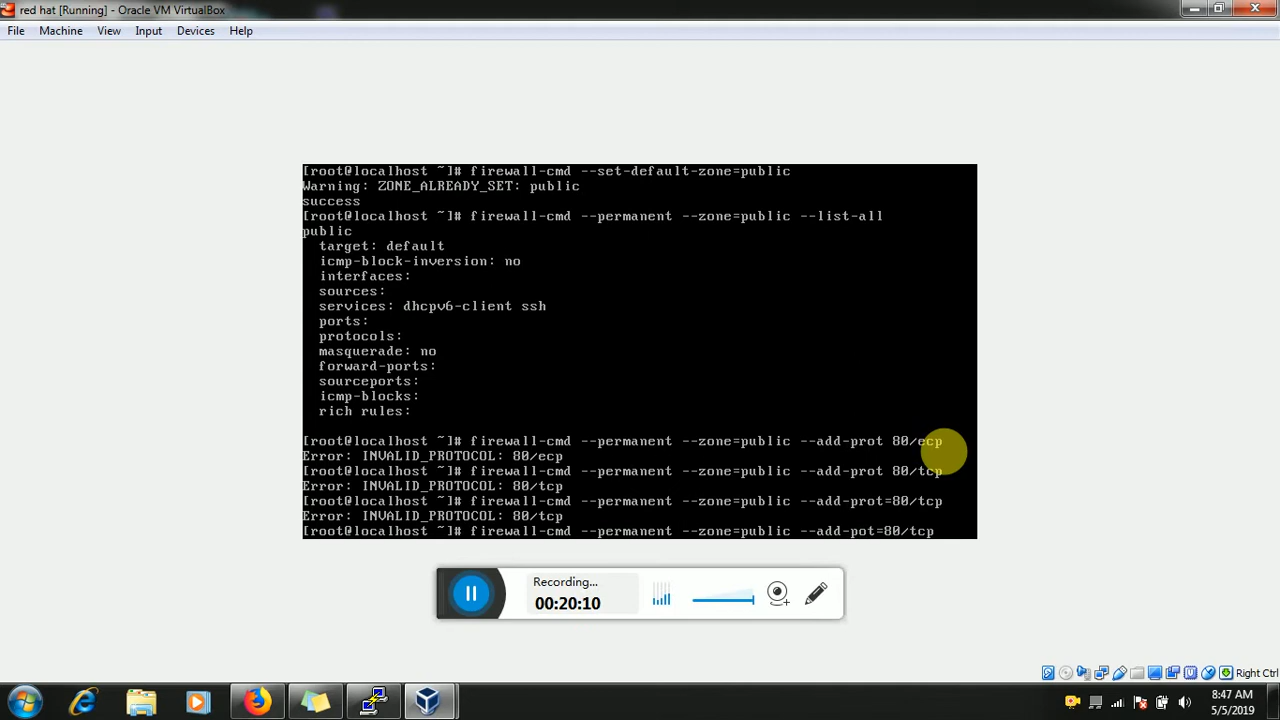 red hat [Running] - Oracle VM VirtualBox
File Machine View Input Devices Help
[root@localhost ~]# firewall-cmd --set-default-zone=public
Warning: ZONE_ALREADY_SET: public
success
[root@localhost ~]# firewall-cmd --permanent --zone=public --list-all
public
target: default
icmp-block-inversion: no
interfaces:
sources:
services: dhcpv6-client ssh
ports:
protocols:
masquerade: no
forward-ports:
sourceports:
icmp-blocks:
rich rules:
[root@localhost ~]# firewall-cmd --permanent --zone=public --add-prot 80/ecp
Error: INVALID_PROTOCOL: 80/ecp
[root@localhost ~]# firewall-cmd --permanent --zone=public --add-prot 80/tcp
Error: INVALID_PROTOCOL: 80/tcp
[root@localhost ~]# firewall-cmd --permanent --zone=public --add-prot=80/tcp
Error: INVALID_PROTOCOL: 80/tcp
[root@localhost ~]# firewall-cmd --permanent --zone=public --add-pot=80/tcp
Recording...
00:20:10
Right Ctrl
8:47 AM
5/5/2019